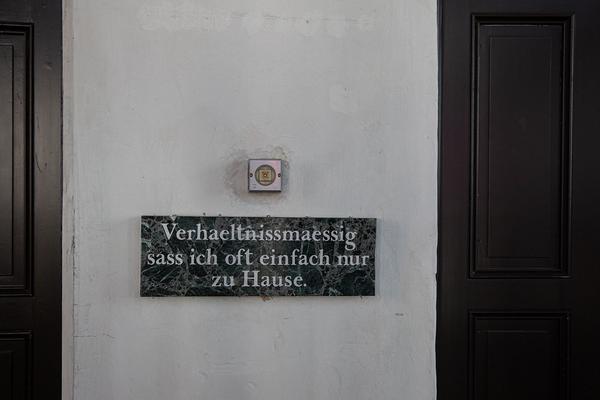 Verhaeltnissmaessig
sass ich oft einfach nur
zu Hause.